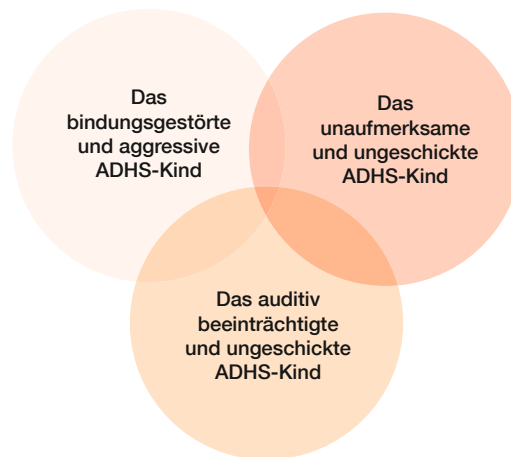 Das
bindungsgestörte
und aggressive
ADHS-Kind
Das
unaufmerksame
und ungeschickte
ADHS-Kind
Das auditiv
beeinträchtigte
und ungeschickte
ADHS-Kind